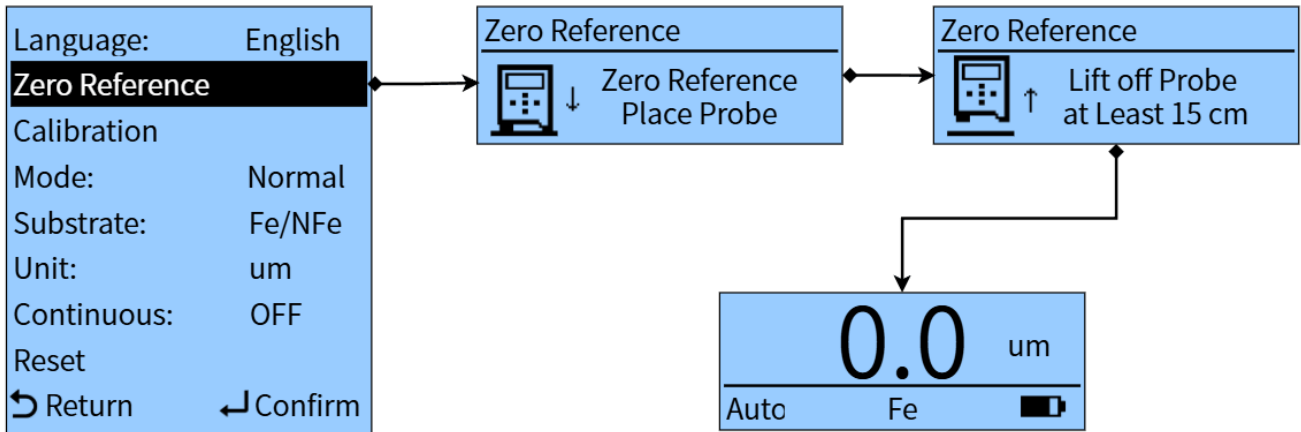 Language: English
Zero Reference
Calibration
Mode: Normal
Substrate: Fe/NFe
Unit: um
Continuous: OFF
Reset
Return Confirm
Zero Reference
Zero Reference
Place Probe
Zero Reference
Lift off Probe
at Least 15 cm
0.0 um
Auto Fe